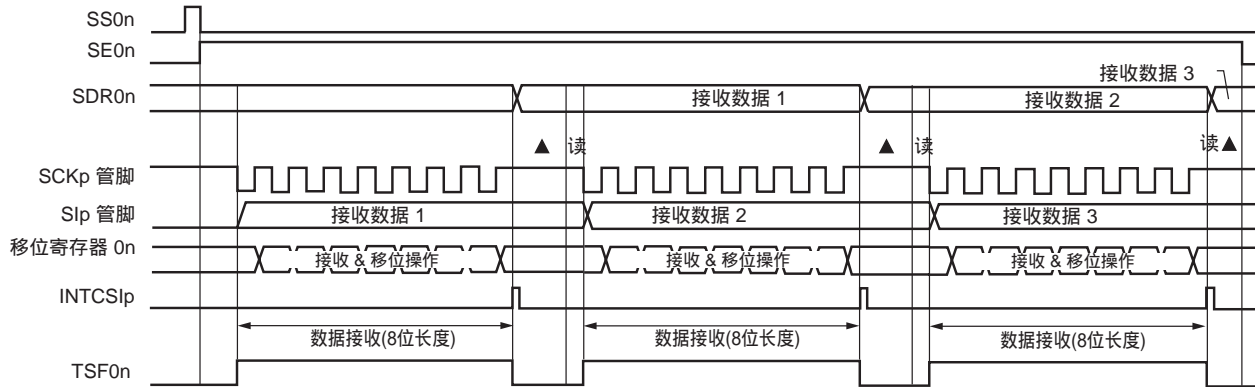 SS0n
SE0n
接收数据 3
SDR0n
接收数据 1
接收数据 2
▲ 读
▲ 读
读▲
SCKp 管脚
SIp 管脚
接收数据 1
接收数据 2
接收数据 3
移位寄存器 0n
接收 & 移位操作
接收 & 移位操作
接收 & 移位操作
INTCSIp
数据接收(8位长度)
数据接收(8位长度)
数据接收(8位长度)
TSF0n